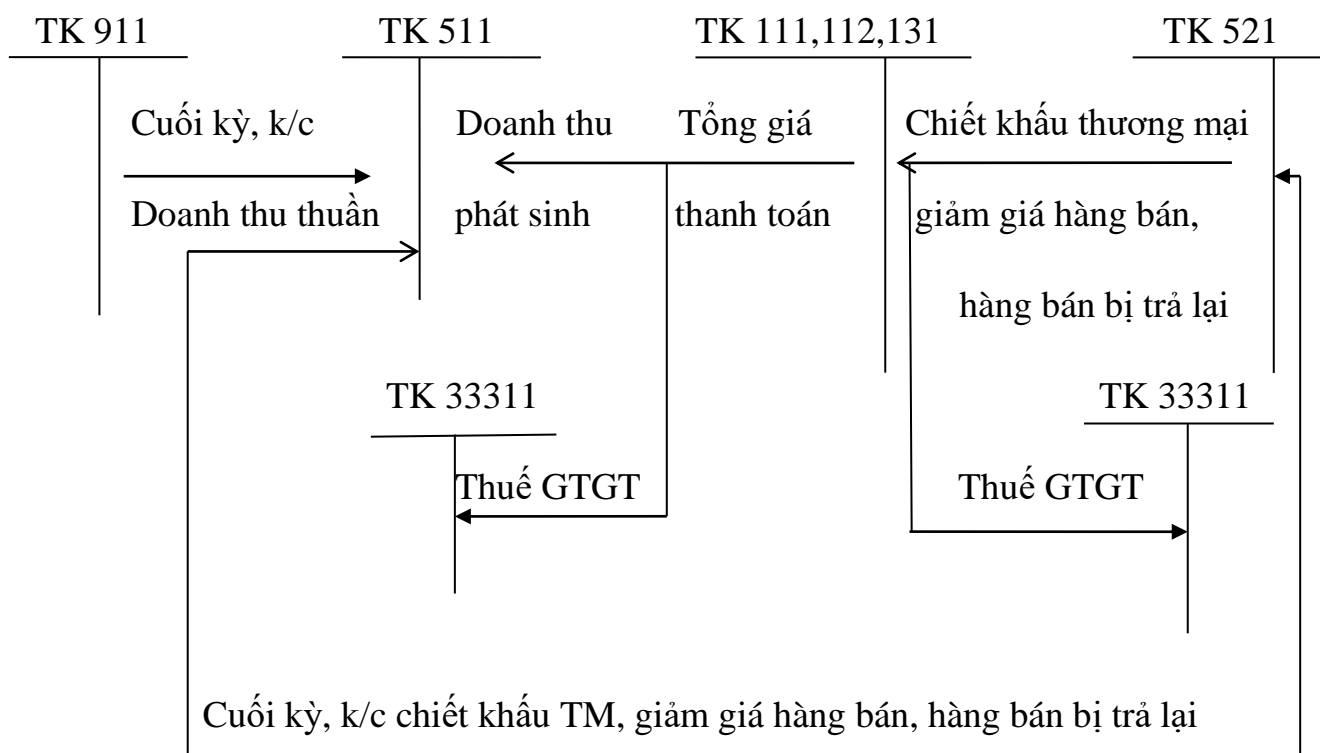 TK 911 TK 511 TK 111,112,131 TK 521
Cuối kỳ, k/c Doanh thu Tổng giá Chiết khấu thương mại
Doanh thu thuần phát sinh thanh toán giảm giá hàng bán,
hàng bán bị trả lại
TK 33311 TK 33311
Thuế GTGT Thuế GTGT
Cuối kỳ, k/c chiết khấu TM, giảm giá hàng bán, hàng bán bị trả lại